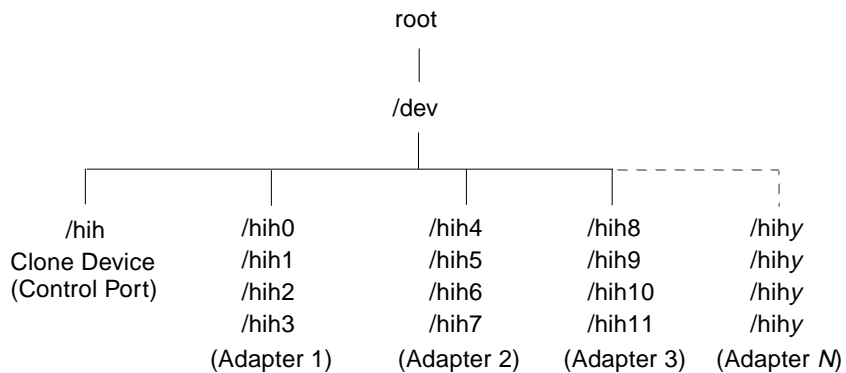 root
/dev
/hih
Clone Device
(Control Port)
/hih0
/hih1
/hih2
/hih3
(Adapter 1)
/hih4
/hih5
/hih6
/hih7
(Adapter 2)
/hih8
/hih9
/hih10
/hih11
(Adapter 3)
/hihy
/hihy
/hihy
/hihy
(Adapter N)